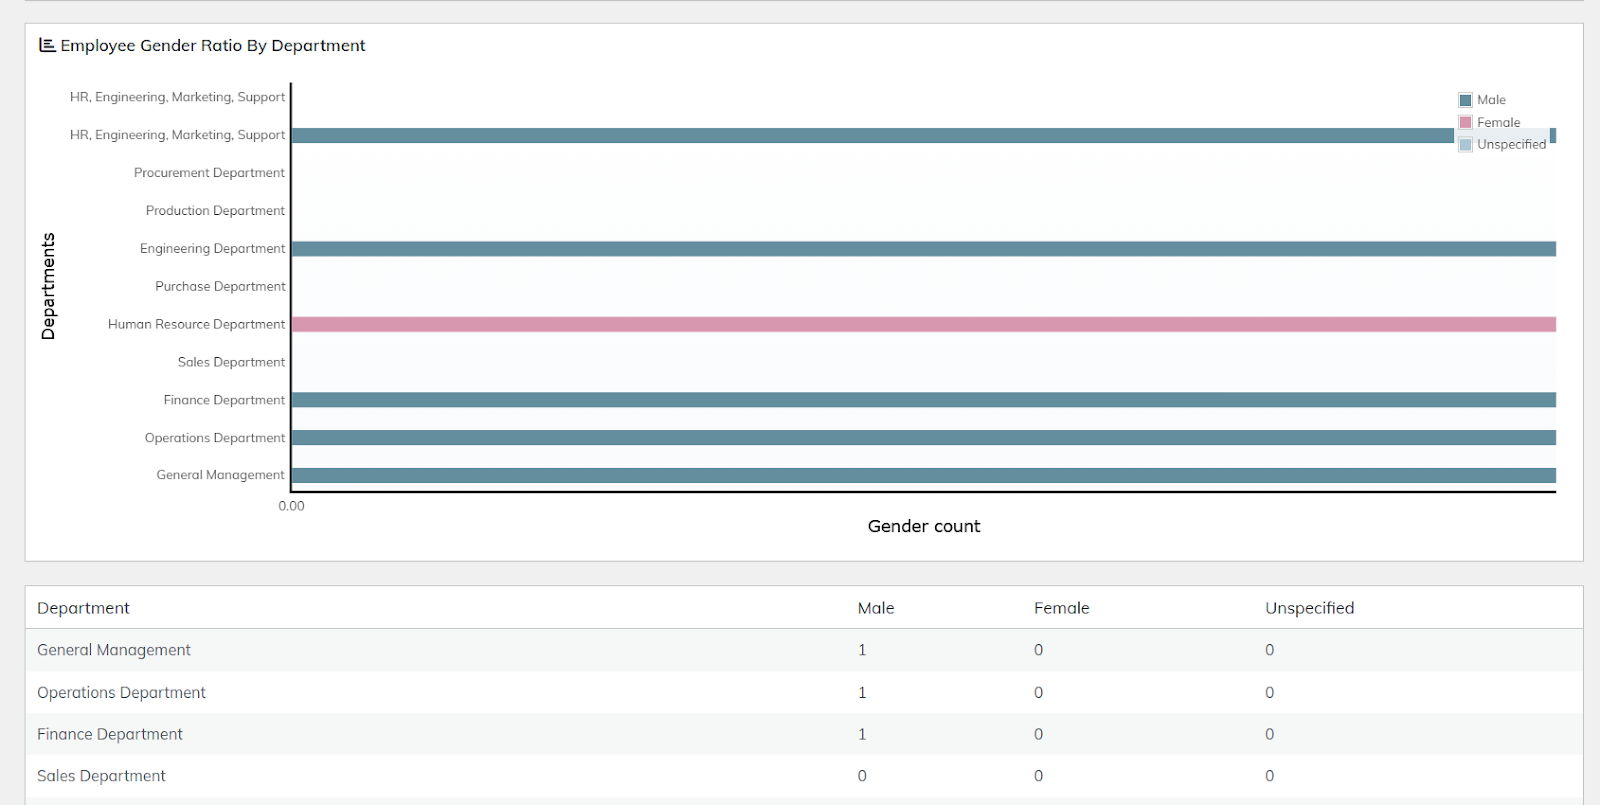 Employee Gender Ratio By Department
HR, Engineering, Marketing, Support
Male
Female
HR, Engineering, Marketing, Support
Unspecified
Procurement Department
Production Department
Engineering Department
Purchase Department
Human Resource Department
Sales Department
Finance Department
Operations Department
General Management
Departments
0.00
Gender count
Department Male Female Unspecified
General Management 1 0 0
Operations Department 1 0 0
Finance Department 1 0 0
Sales Department 0 0 0